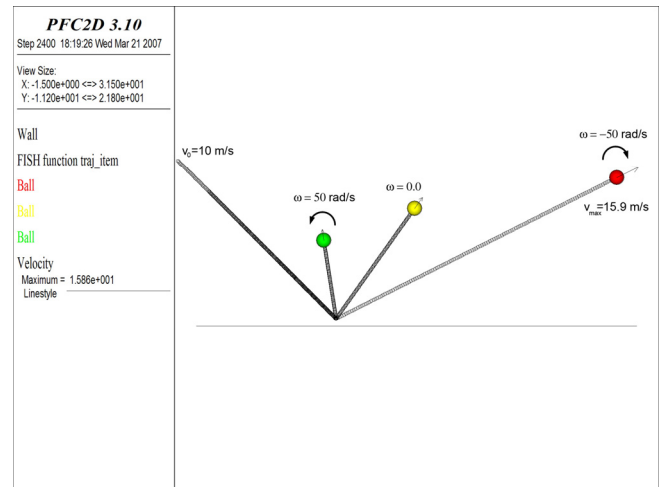 PFC2D 3.10
Step 2400 18:19:26 Wed Mar 21 2007
View Size:
X: -1.500e+000 <=> 3.150e+001
Y: -1.120e+001 <=> 2.180e+001
Wall
FISH function traj_item
Ball
Ball
Ball
Velocity
Maximum = 1.586e+001
Linestyle
v₀=10 m/s
ω = 50 rad/s
ω = 0.0
ω = −50 rad/s
v_max=15.9 m/s